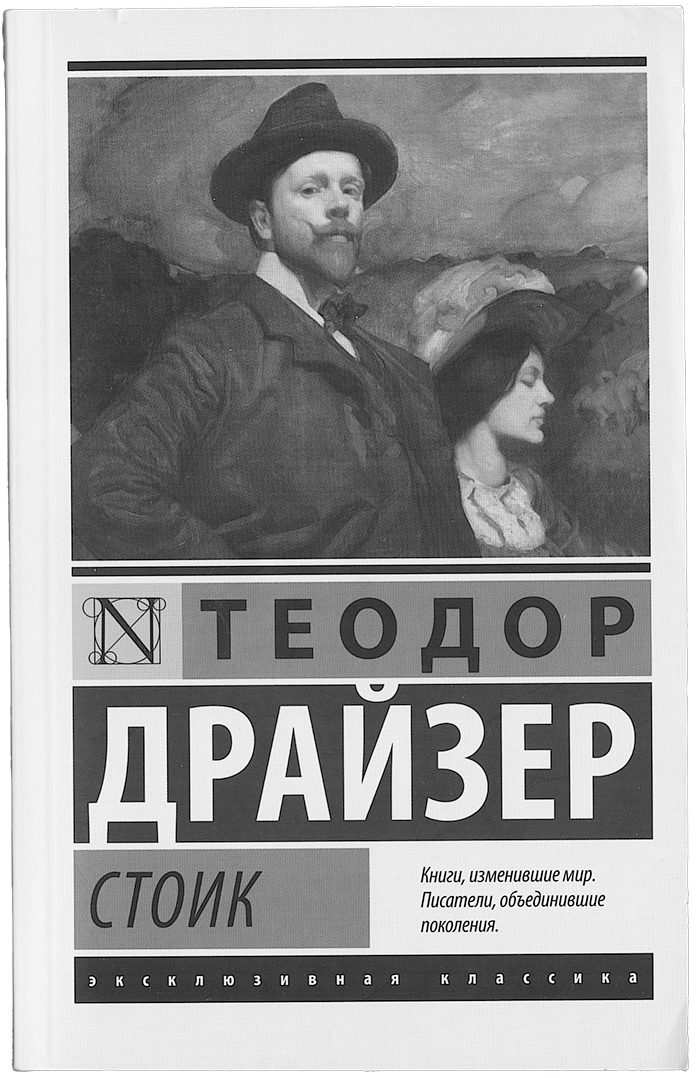 N ТЕОДОР
ДРАЙЗЕР
СТОИК
Книги, изменившие мир.
Писатели, объединившие
поколения.
эксклюзивная классика